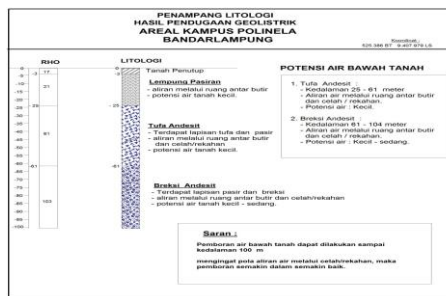 PENAMPANG LITOLOGI
HASIL PENDUGAAN GEOLISTRIK
AREAL KAMPUS POLINELA
BANDARLAMPUNG
Koordinat :
RHO
LITOLOGI
Tanah Penutup
Lempung Pasiran
- aliran melalui ruang antar butir
- potensi air tanah kecil.
Tufa Andesit
- Terdapat lapisan tufa dan pasir
- aliran melalui ruang antar butir
dan celah/rekahan
- potensi air tanah kecil.
Breksi Andesit
- Terdapat lapisan pasir dan breksi
- aliran melalui ruang antar butir dan celah/rekahan
- potensi air tanah kecil - sedang.
POTENSI AIR BAWAH TANAH
1. Tufa Andesit :
- Kedalaman 25 - 61 meter
- Aliran air melalui ruang antar butir
dan celah / rekahan.
- Potensi air : Kecil.
2. Breksi Andesit :
- Kedalaman 61 - 104 meter
- Aliran air melalui ruang antar butir
dan celah / rekahan.
- Potensi air : Kecil - sedang.
Saran :
Pemboran air bawah tanah dapat dilakukan sampai
kedalaman 100 m
mengingat pola aliran air melalui celah/rekahan, maka
pemboran semakin dalam semakin baik.